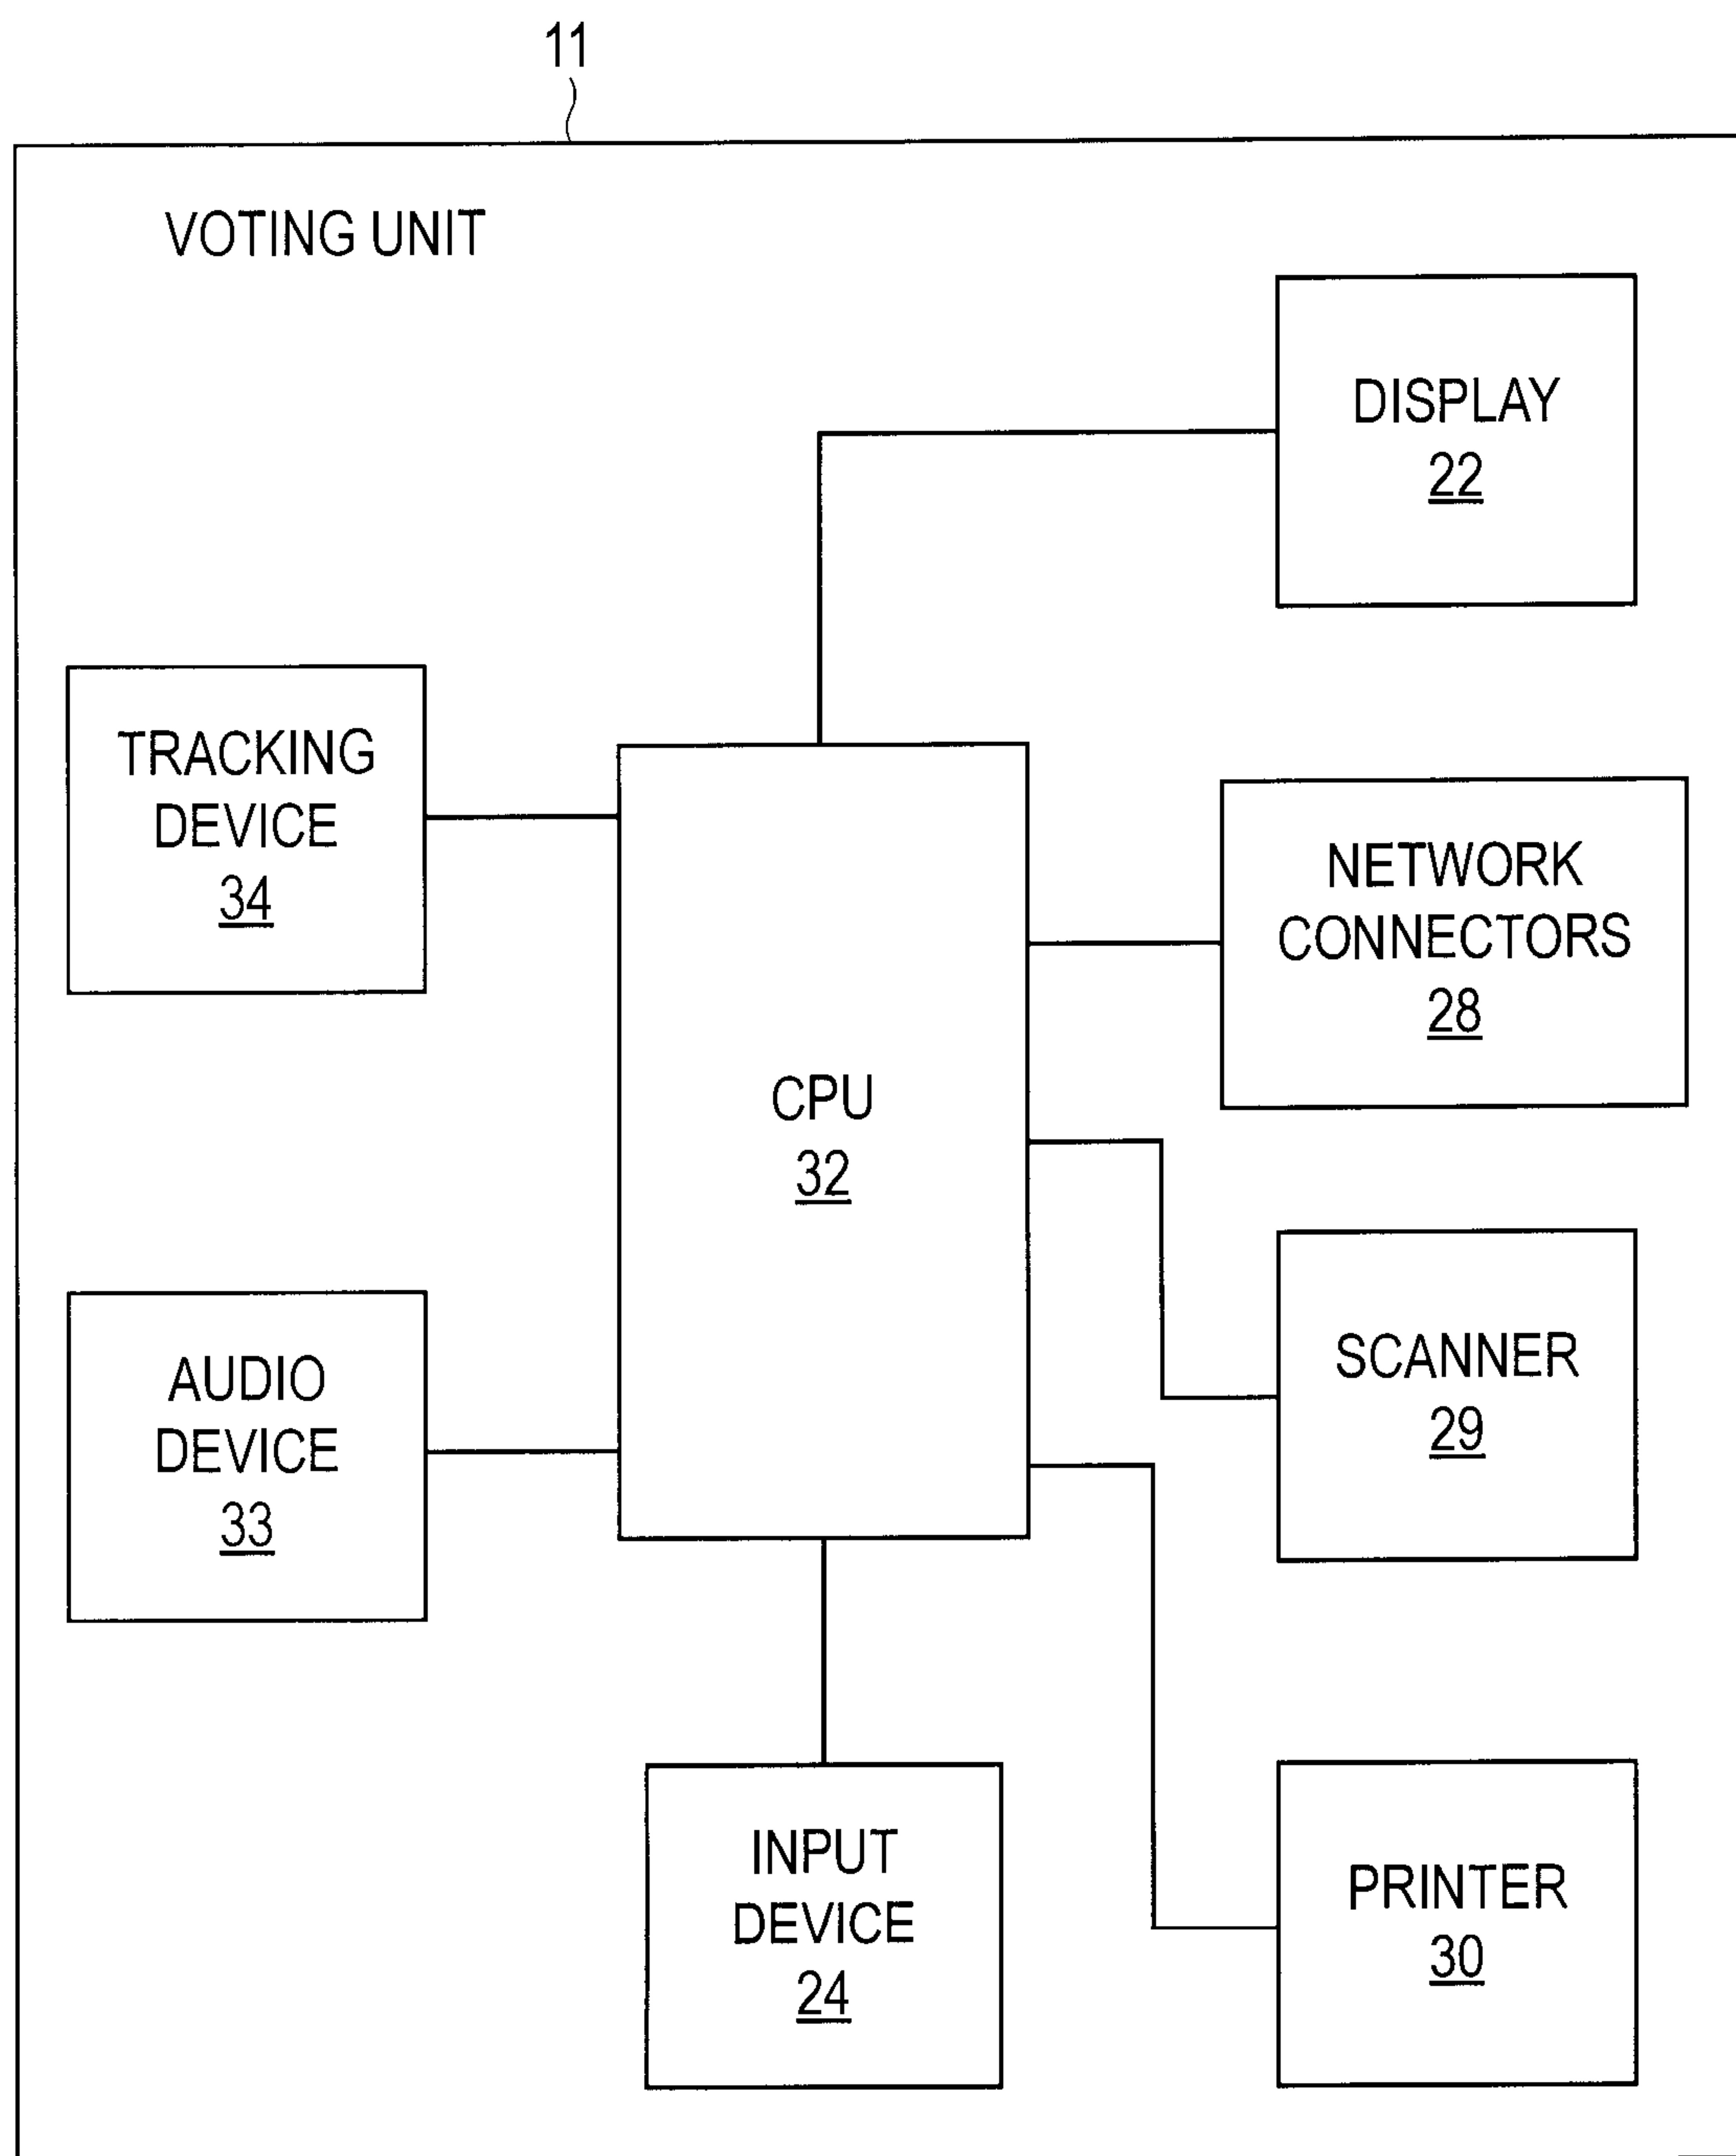 11
VOTING UNIT
DISPLAY
22
TRACKING
DEVICE
34
NETWORK
CONNECTORS
28
CPU
32
SCANNER
29
AUDIO
DEVICE
33
INPUT
DEVICE
24
PRINTER
30